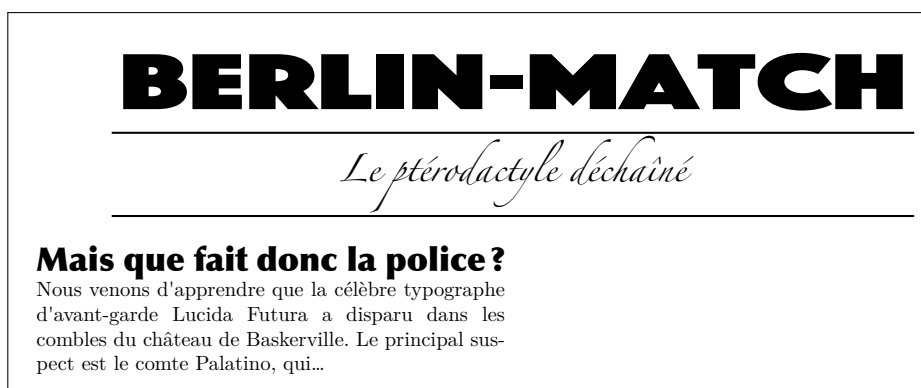 BERLIN-MATCH
Le ptérodactyle déchaîné
Mais que fait donc la police ?
Nous venons d'apprendre que la célèbre typographe
d'avant-garde Lucida Futura a disparu dans les
combles du château de Baskerville. Le principal sus-
pect est le comte Palatino, qui…